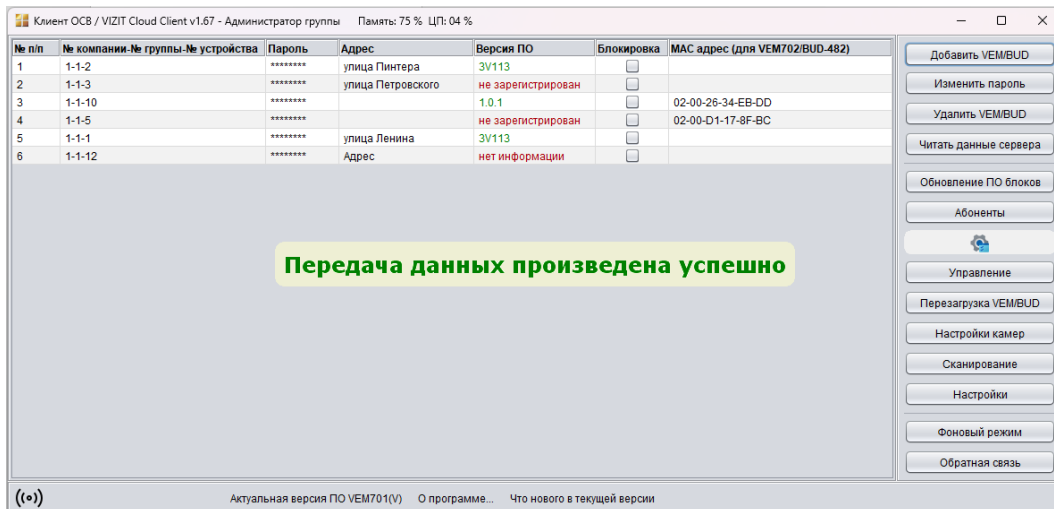 Клиент ОСВ / VIZIT Cloud Client v1.67 - Администратор группы Память: 75 % ЦП: 04 %
№ п/п № компании-№ группы-№ устройства Пароль Адрес Версия ПО Блокировка MAC адрес (для VEM702/BUD-482)
1 1-1-2 ******** улица Пинтера 3V113
2 1-1-3 ******** улица Петровского не зарегистрирован
3 1-1-10 ******** 1.0.1 02-00-26-34-EB-DD
4 1-1-5 ******** не зарегистрирован 02-00-D1-17-8F-BC
5 1-1-1 ******** улица Ленина 3V113
6 1-1-12 ******** Адрес нет информации
Передача данных произведена успешно
Добавить VEM/BUD
Изменить пароль
Удалить VEM/BUD
Читать данные сервера
Обновление ПО блоков
Абоненты
Управление
Перезагрузка VEM/BUD
Настройки камер
Сканирование
Настройки
Фоновый режим
Обратная связь
Актуальная версия ПО VEM701(V) О программе... Что нового в текущей версии